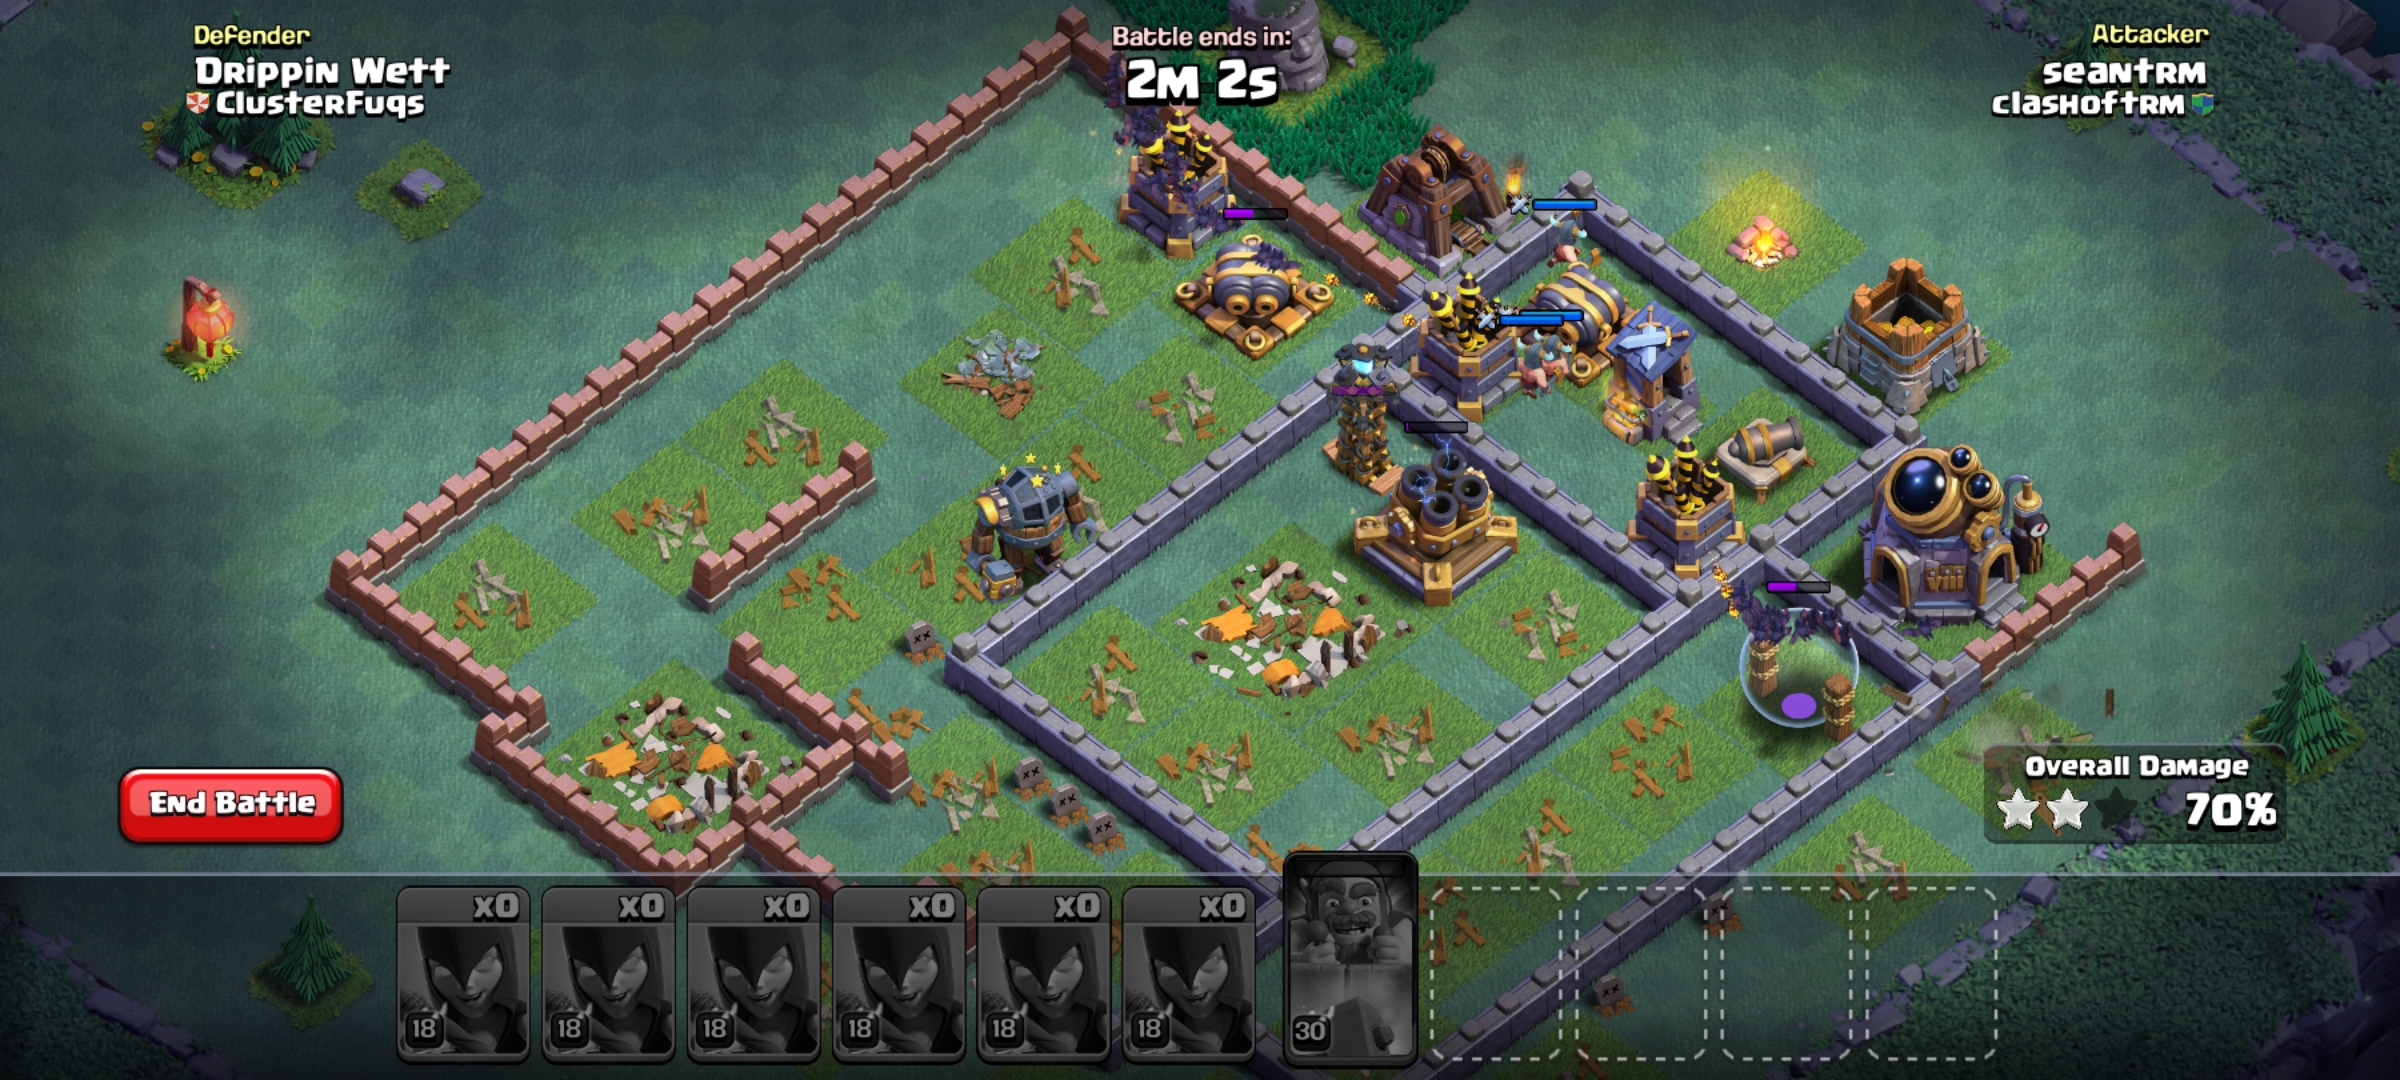 Defender
Drippin Wett
ClusterFuqs
Battle ends in:
2M 2s
Attacker
seantRM
clashoftRM
VIII
End Battle
Overall Damage
70%
x0
x0
x0
x0
x0
x0
18
18
18
18
18
18
30